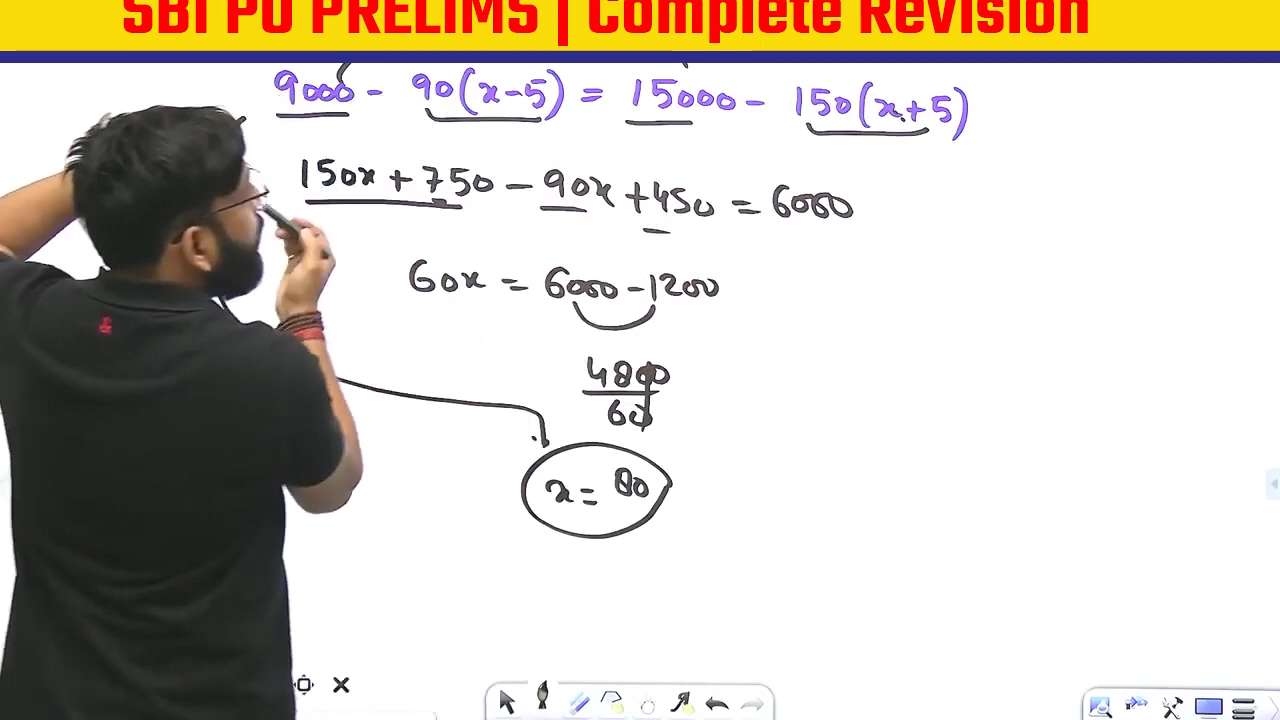 SBI PO PRELIMS | Complete Revision
9000 - 90(x-5) = 15000 - 150(x+5)
150x + 750 - 90x + 450 = 6000
60x = 6000 - 1200
4800
60
x = 80